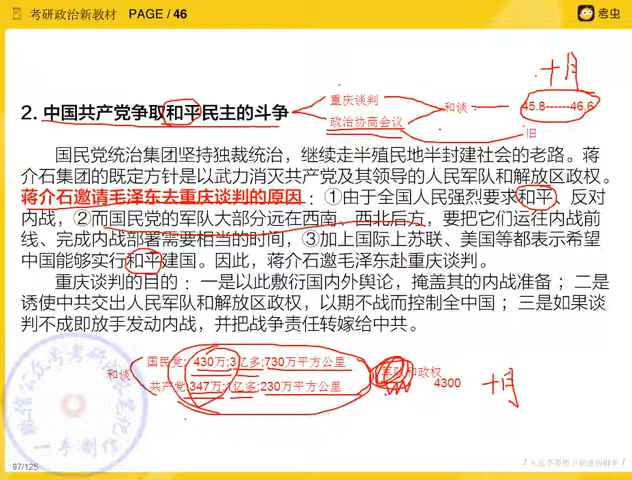 考研政治新教材 PAGE / 46
考虫
十月
2. 中国共产党争取和平民主的斗争
重庆谈判
政治协商会议
和谈
45.8------46.6
旧
国民党统治集团坚持独裁统治，继续走半殖民地半封建社会的老路。蒋
介石集团的既定方针是以武力消灭共产党及其领导的人民军队和解放区政权。
蒋介石邀请毛泽东去重庆谈判的原因：①由于全国人民强烈要求和平、反对
内战，②而国民党的军队大部分远在西南、西北后方，要把它们运往内战前
线、完成内战部署需要相当的时间，③加上国际上苏联、美国等都表示希望
中国能够实行和平建国。因此，蒋介石邀毛泽东赴重庆谈判。
重庆谈判的目的：一是以此敷衍国内外舆论，掩盖其内战准备；二是
诱使中共交出人民军队和解放区政权，以期不战而控制全中国；三是如果谈
判不成即放手发动内战，并把战争责任转嫁给中共。
国民党：430万;3亿多;730万平方公里
和谈
军队和政权
共产党:347万;1亿多;230万平方公里
4300
十月
一手制作
97/125